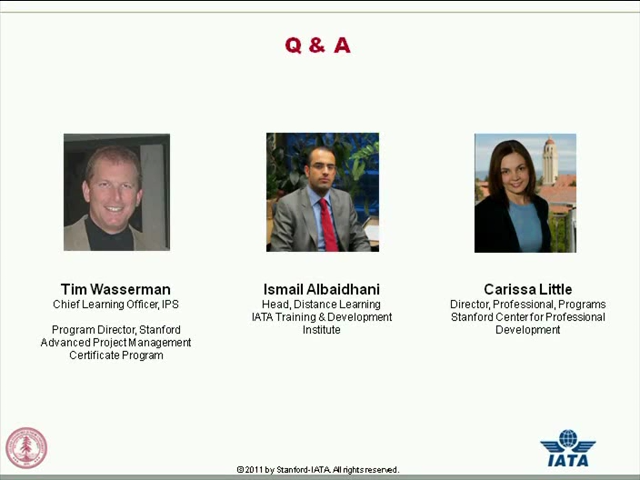 Q & A
Tim Wasserman
Chief Learning Officer, IPS
Program Director, Stanford
Advanced Project Management
Certificate Program
Ismail Albaidhani
Head, Distance Learning
IATA Training & Development
Institute
Carissa Little
Director, Professional, Programs
Stanford Center for Professional
Development
IATA
© 2011 by Stanford-IATA. All rights reserved.